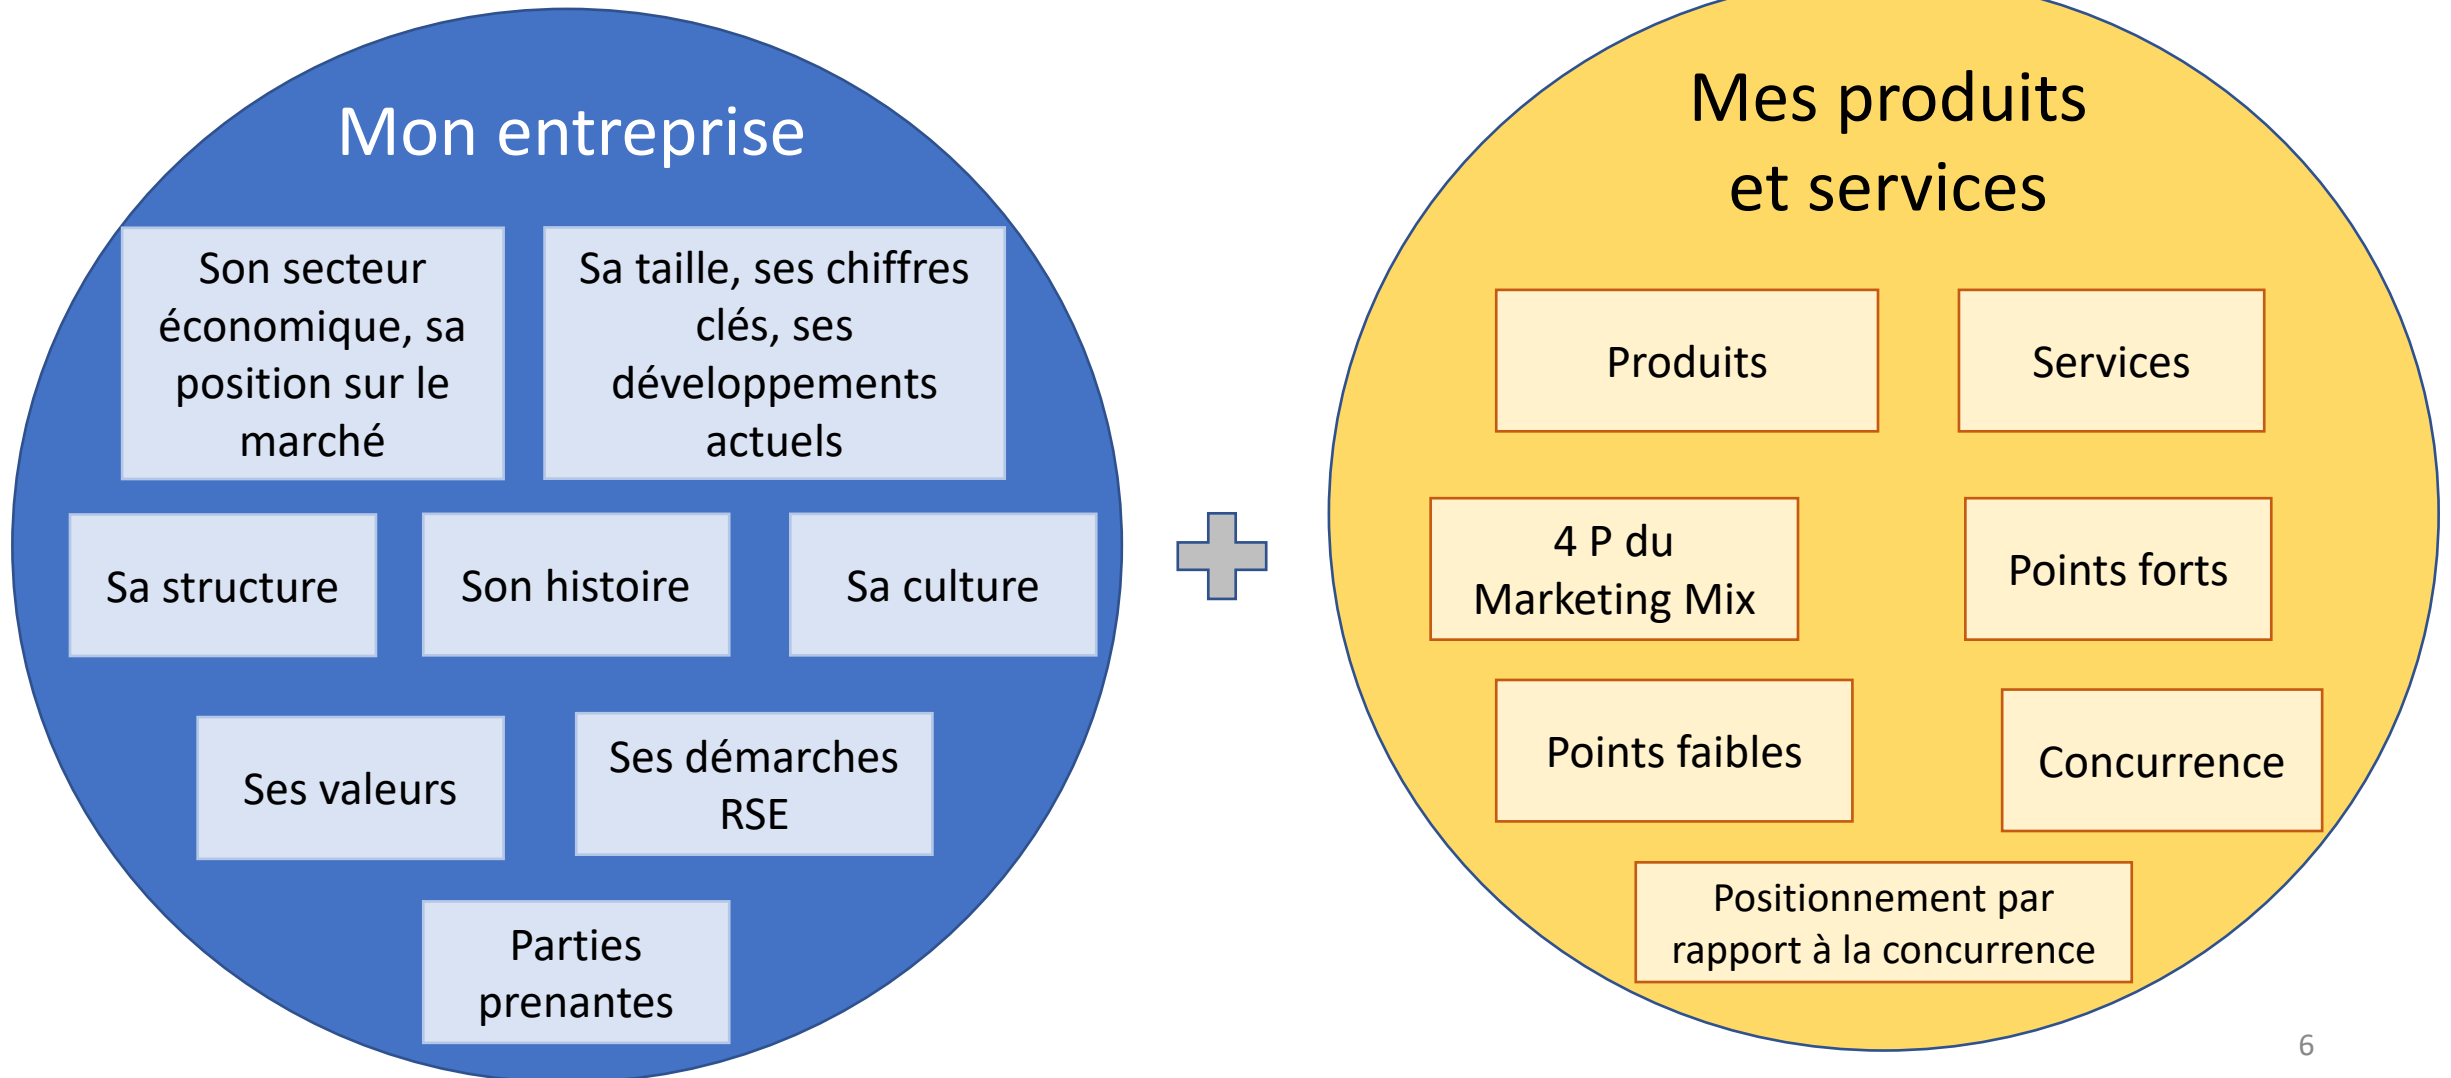 Mon entreprise
Son secteur
économique, sa
position sur le
marché
Sa taille, ses chiffres
clés, ses
développements
actuels
Sa structure
Son histoire
Sa culture
Ses valeurs
Ses démarches
RSE
Parties
prenantes
Mes produits
et services
Produits
Services
4 P du
Marketing Mix
Points forts
Points faibles
Concurrence
Positionnement par
rapport à la concurrence
6